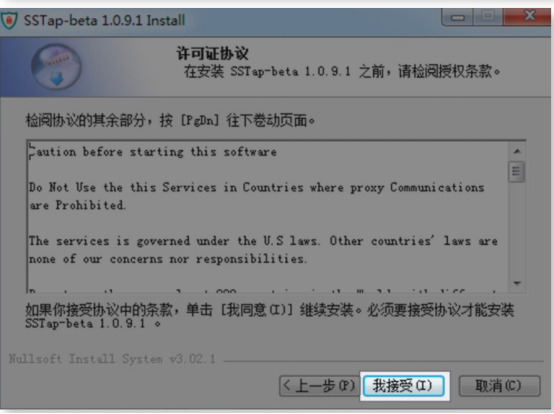 SSTap-beta 1.0.9.1 Install
许可证协议
在安装 SSTap-beta 1.0.9.1 之前，请检阅授权条款。
检阅协议的其余部分，按 [PgDn] 往下卷动页面。
Caution before starting this software
Do Not Use the this Services in Countries where proxy Communications
are Prohibited.
The services is governed under the U.S laws. Other countries' laws are
none of our concerns nor responsibilities.
如果你接受协议中的条款，单击 [我同意(I)] 继续安装。必须要接受协议才能安装
SSTap-beta 1.0.9.1 。
Nullsoft Install System v3.02.1
< 上一步(P) 我接受(I) 取消(C)